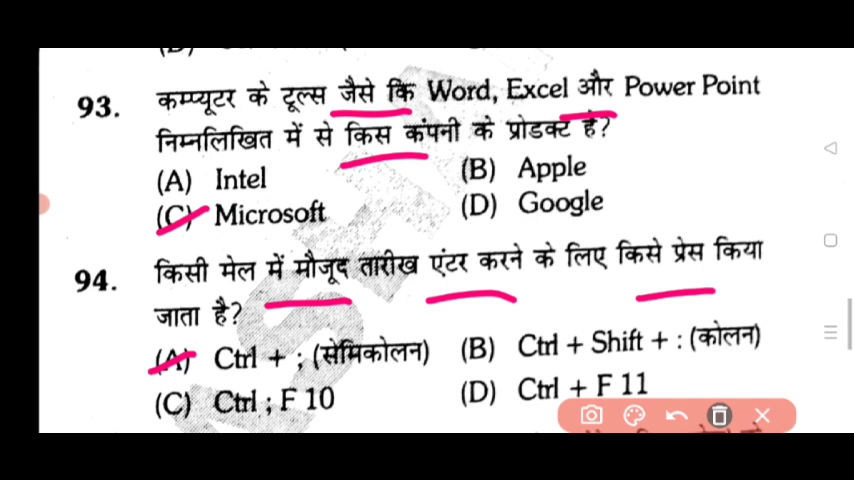 93. कम्प्यूटर के टूल्स जैसे कि Word, Excel और Power Point
निम्नलिखित में से किस कंपनी के प्रोडक्ट है?
(A) Intel (B) Apple
(C) Microsoft (D) Google
94. किसी मेल में मौजूद तारीख एंटर करने के लिए किसे प्रेस किया
जाता है?
(A) Ctrl + ; (सेमिकोलन) (B) Ctrl + Shift + : (कोलन)
(C) Ctrl ; F 10 (D) Ctrl + F 11